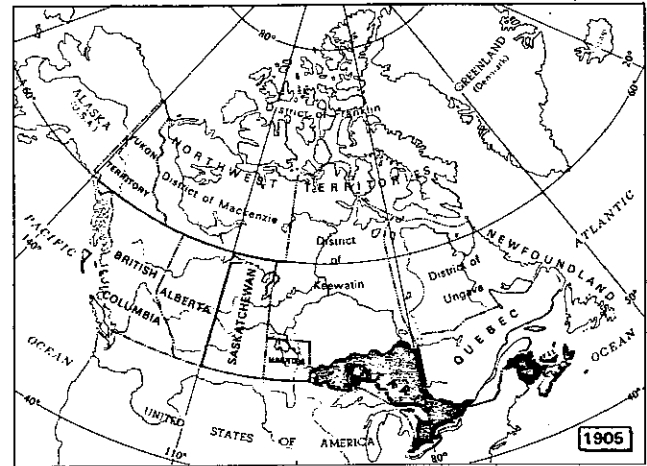 80°
20°
60°
60°
GREENLAND
(Denmark)
ALASKA
(U.S.A.)
District of Franklin
YUKON
TERRITORY
NORTHWEST TERRITORIES
District of Mackenzie
ATLANTIC
PACIFIC
140°
NEWFOUNDLAND
District
of
Keewatin
District of
Ungava
BRITISH
COLUMBIA
ALBERTA
SASKATCHEWAN
MANITOBA
QUEBEC
50°
OCEAN
OCEAN
40°
40°
UNITED STATES OF AMERICA
110°
80°
1905